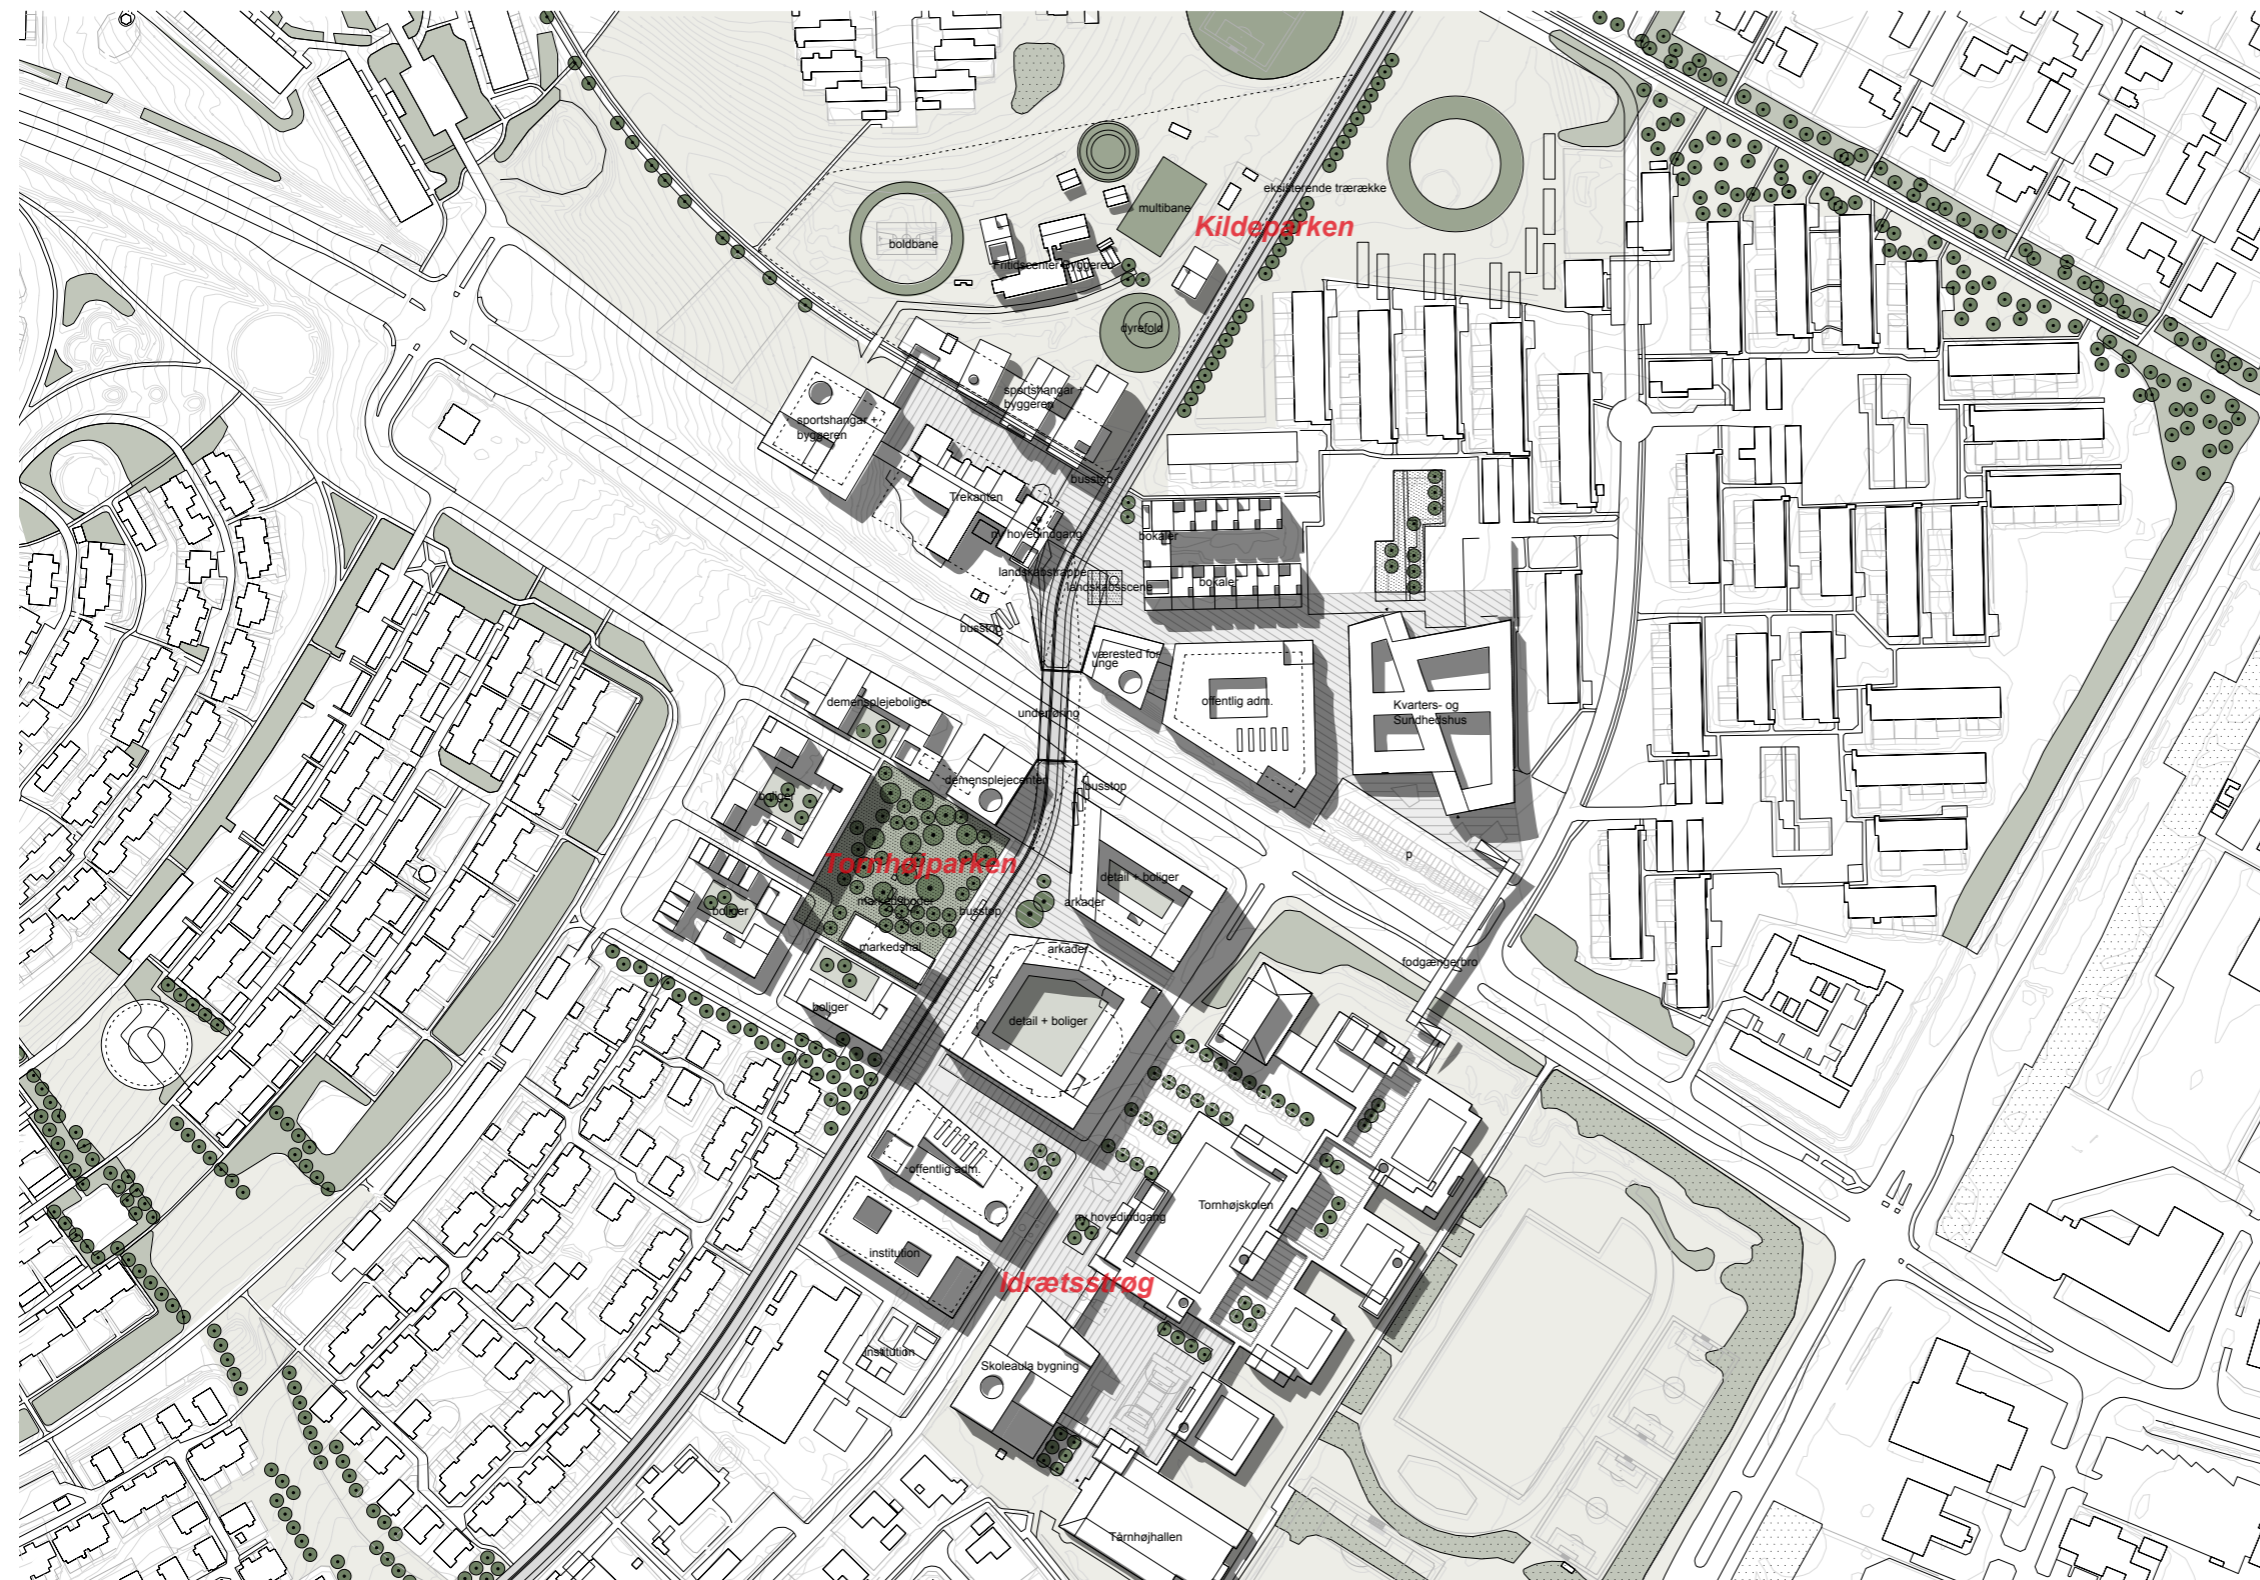 eksisterende trærække
multibane
Kildeparken
boldbane
Fritidscenter Byggeren
dyrefold
sportshangar +
byggeren
sportshangar +
byggeren
busstop
Trekanten
ny hovedindgang
bokaler
landskabstrappe
landskabsscene
bokaler
busstop
værested for
unge
demensplejeboliger
offentlig adm.
Kvarters- og
Sundhedshus
underføring
demensplejecenter
busstop
boliger
P
Tornhøjparken
detail + boliger
markedsboder
arkader
boliger
busstop
markedshal
arkader
fodgængerbro
boliger
detail + boliger
offentlig adm.
Tornhøjskolen
ny hovedindgang
institution
Idrætsstrøg
institution
Skoleaula bygning
Tårnhøjhallen